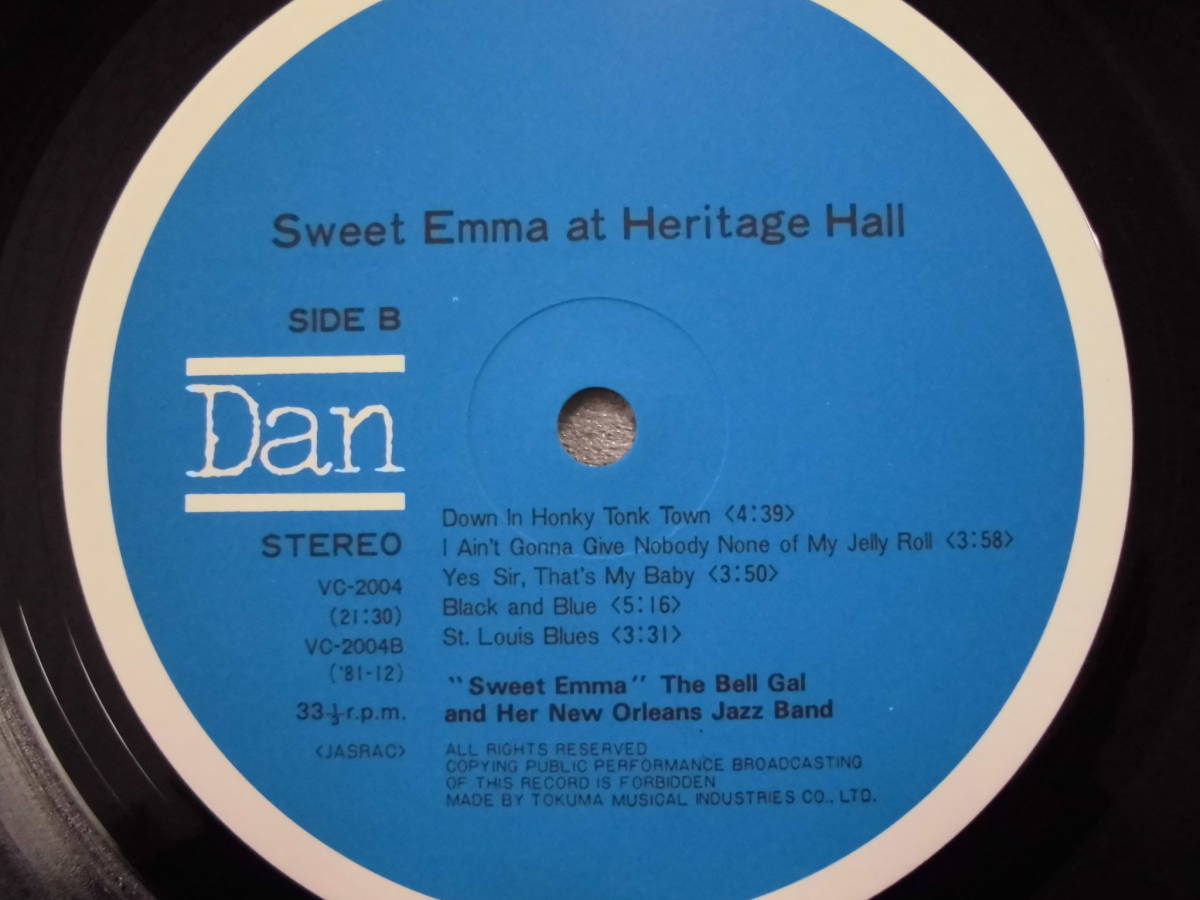 Sweet Emma at Heritage Hall
SIDE B
Dan
STEREO
VC-2004
(21:30)
VC-2004B
('81-12)
33⅓r.p.m.
<JASRAC>
Down In Honky Tonk Town <4:39>
I Ain't Gonna Give Nobody None of My Jelly Roll <3:58>
Yes Sir, That's My Baby <3:50>
Black and Blue <5:16>
St. Louis Blues <3:31>
"Sweet Emma" The Bell Gal
and Her New Orleans Jazz Band
ALL RIGHTS RESERVED
COPYING PUBLIC PERFORMANCE BROADCASTING
OF THIS RECORD IS FORBIDDEN
MADE BY TOKUMA MUSICAL INDUSTRIES CO., LTD.